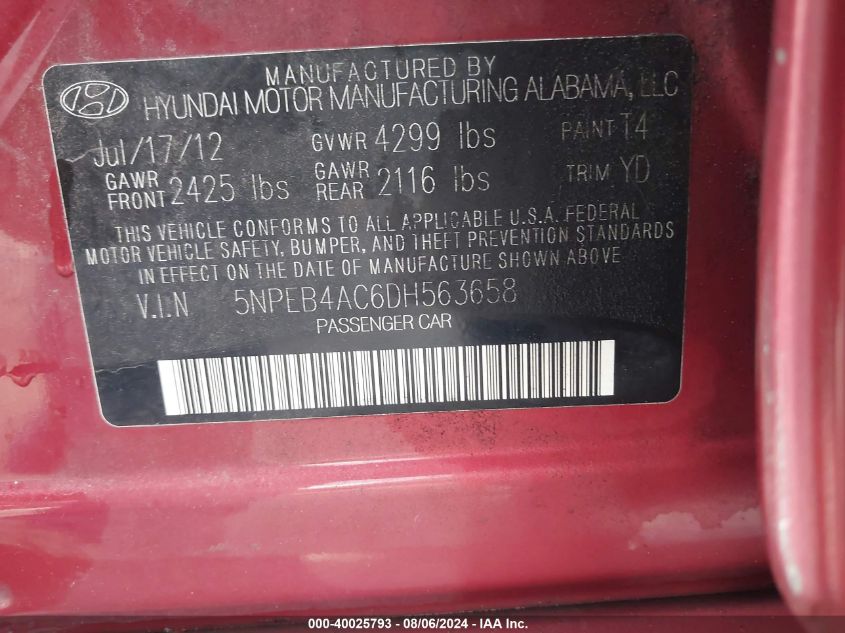 MANUFACTURED BY
HYUNDAI MOTOR MANUFACTURING ALABAMA, LLC
Jul/17/12 GVWR 4299 lbs PAINT T4
GAWR FRONT 2425 lbs GAWR REAR 2116 lbs TRIM YD
THIS VEHICLE CONFORMS TO ALL APPLICABLE U.S.A. FEDERAL
MOTOR VEHICLE SAFETY, BUMPER, AND THEFT PREVENTION STANDARDS
IN EFFECT ON THE DATE OF MANUFACTURE SHOWN ABOVE.
V.I.N 5NPEB4AC6DH563658
PASSENGER CAR
000-40025793 - 08/06/2024 - IAA Inc.